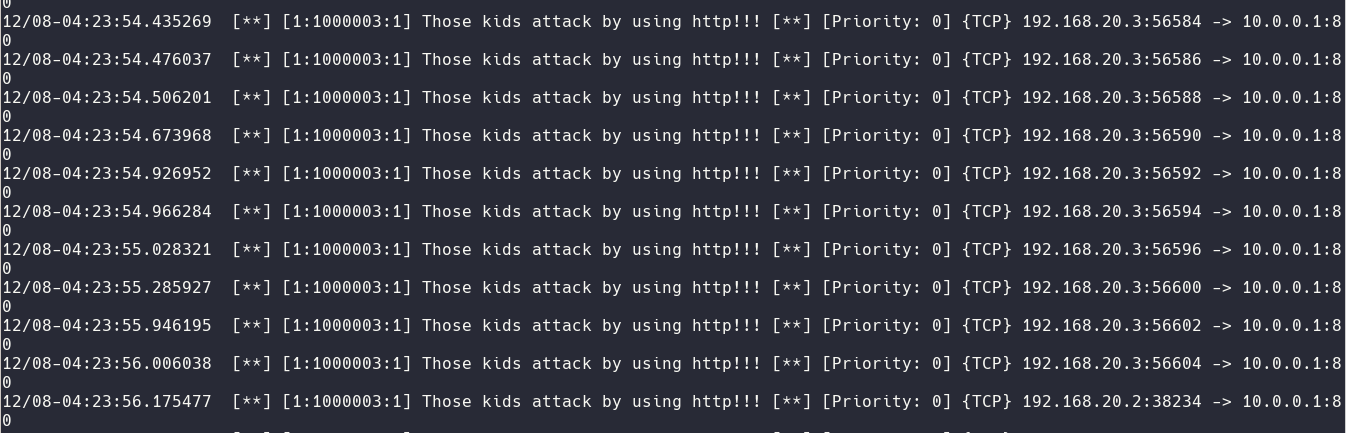 0
12/08-04:23:54.435269  [**] [1:1000003:1] Those kids attack by using http!!! [**] [Priority: 0] {TCP} 192.168.20.3:56584 -> 10.0.0.1:8
0
12/08-04:23:54.476037  [**] [1:1000003:1] Those kids attack by using http!!! [**] [Priority: 0] {TCP} 192.168.20.3:56586 -> 10.0.0.1:8
0
12/08-04:23:54.506201  [**] [1:1000003:1] Those kids attack by using http!!! [**] [Priority: 0] {TCP} 192.168.20.3:56588 -> 10.0.0.1:8
0
12/08-04:23:54.673968  [**] [1:1000003:1] Those kids attack by using http!!! [**] [Priority: 0] {TCP} 192.168.20.3:56590 -> 10.0.0.1:8
0
12/08-04:23:54.926952  [**] [1:1000003:1] Those kids attack by using http!!! [**] [Priority: 0] {TCP} 192.168.20.3:56592 -> 10.0.0.1:8
0
12/08-04:23:54.966284  [**] [1:1000003:1] Those kids attack by using http!!! [**] [Priority: 0] {TCP} 192.168.20.3:56594 -> 10.0.0.1:8
0
12/08-04:23:55.028321  [**] [1:1000003:1] Those kids attack by using http!!! [**] [Priority: 0] {TCP} 192.168.20.3:56596 -> 10.0.0.1:8
0
12/08-04:23:55.285927  [**] [1:1000003:1] Those kids attack by using http!!! [**] [Priority: 0] {TCP} 192.168.20.3:56600 -> 10.0.0.1:8
0
12/08-04:23:55.946195  [**] [1:1000003:1] Those kids attack by using http!!! [**] [Priority: 0] {TCP} 192.168.20.3:56602 -> 10.0.0.1:8
0
12/08-04:23:56.006038  [**] [1:1000003:1] Those kids attack by using http!!! [**] [Priority: 0] {TCP} 192.168.20.3:56604 -> 10.0.0.1:8
0
12/08-04:23:56.175477  [**] [1:1000003:1] Those kids attack by using http!!! [**] [Priority: 0] {TCP} 192.168.20.2:38234 -> 10.0.0.1:8
0